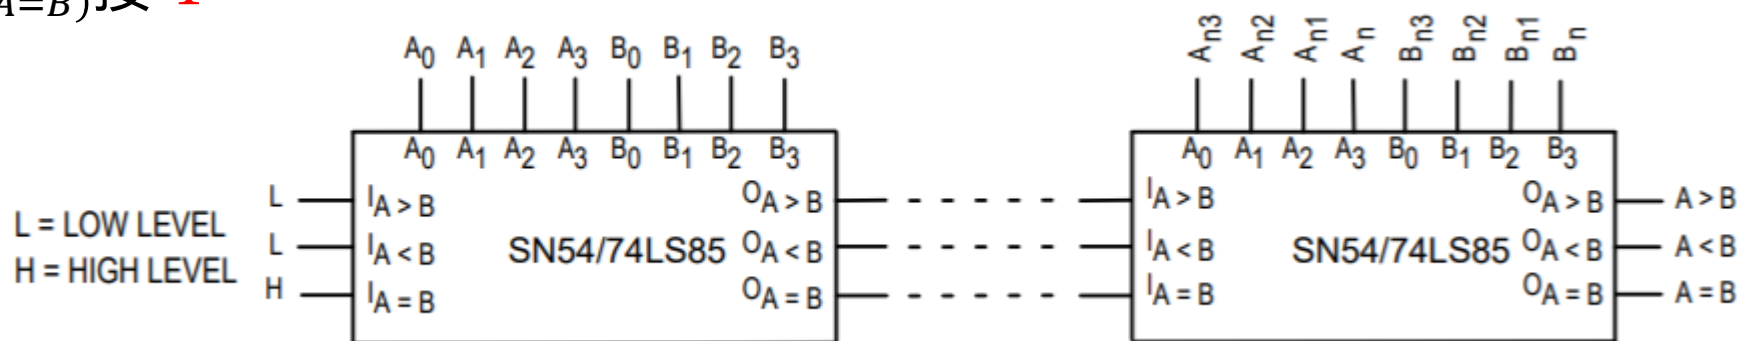 A=B)接 1
A0 A1 A2 A3 B0 B1 B2 B3
An3 An2 An1 An Bn3 Bn2 Bn1 Bn
A0 A1 A2 A3 B0 B1 B2 B3
A0 A1 A2 A3 B0 B1 B2 B3
L = LOW LEVEL
H = HIGH LEVEL
L IA > B OA > B
L IA < B SN54/74LS85 OA < B
H IA = B OA = B
IA > B OA > B A > B
IA < B SN54/74LS85 OA < B A < B
IA = B OA = B A = B